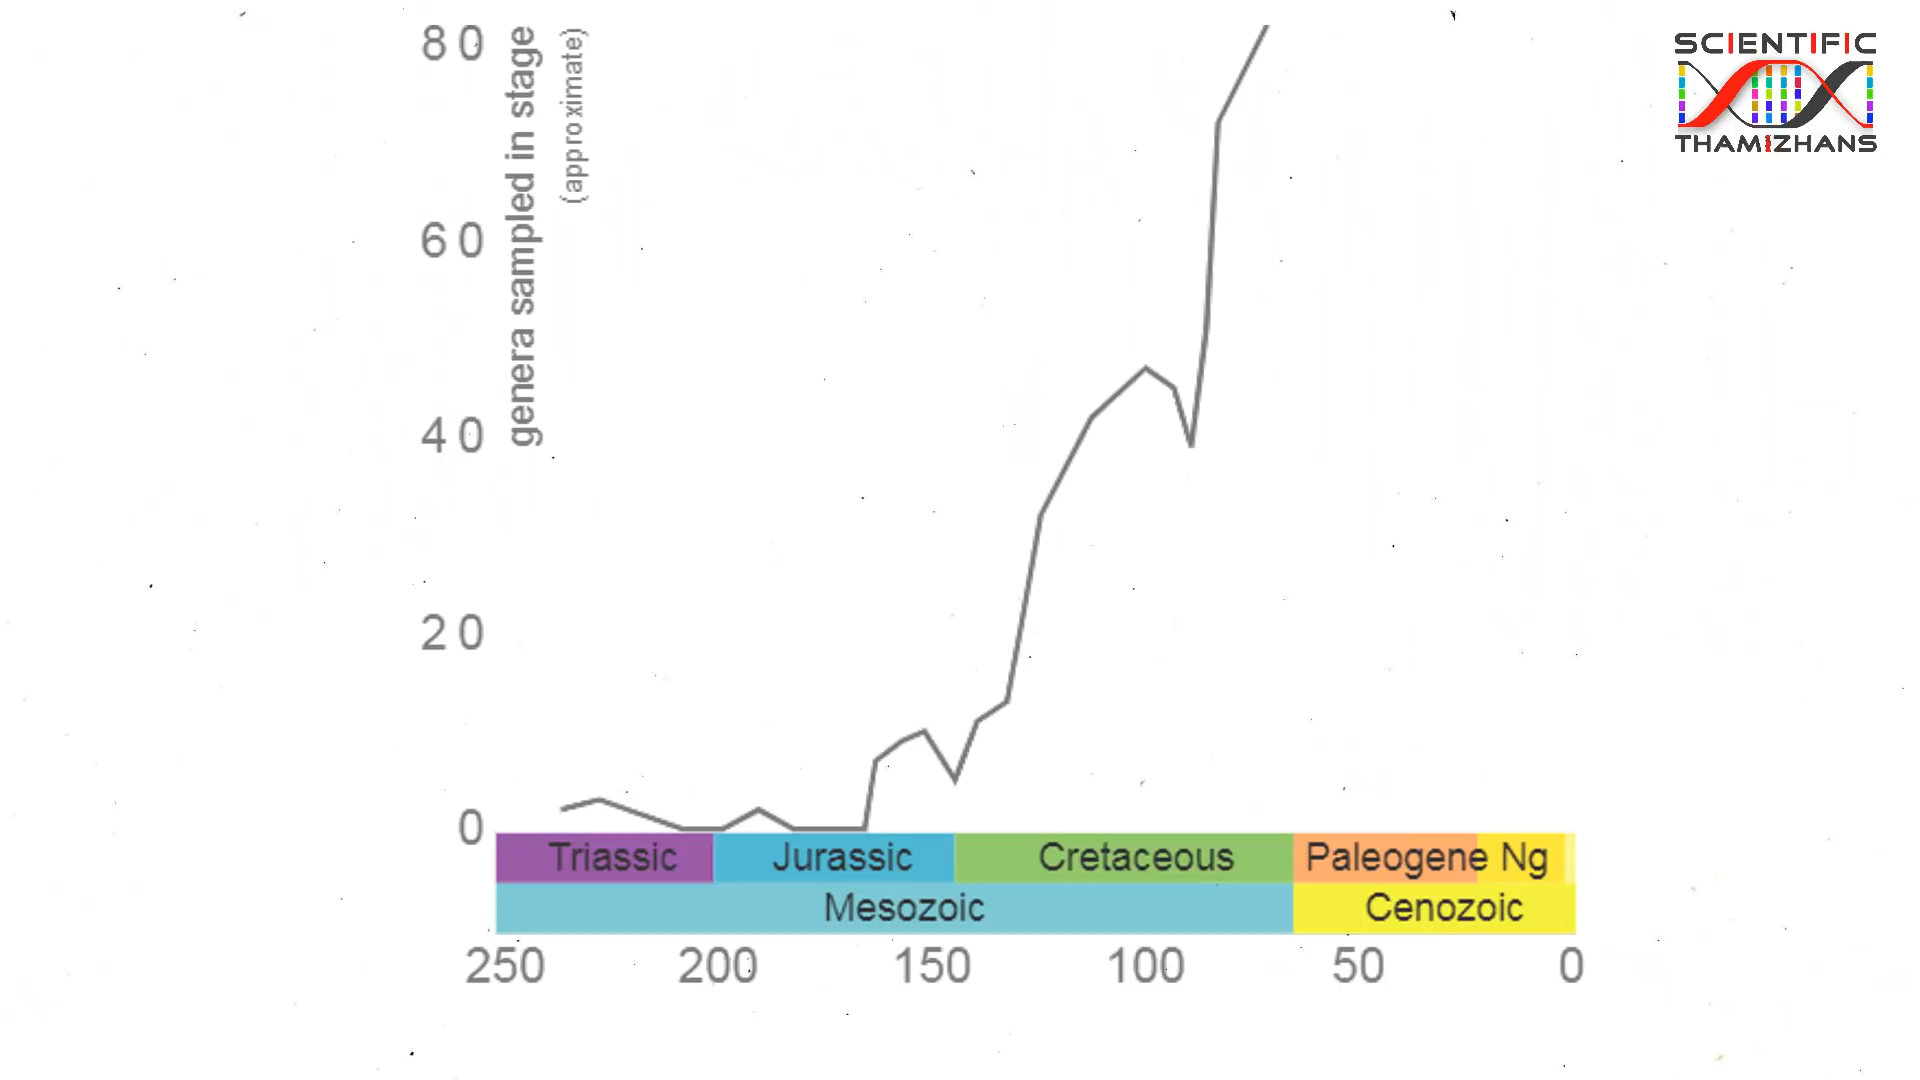 SCIENTIFIC
THAMIZHANS
80
60
40
20
0
genera sampled in stage
(approximate)
Triassic
Jurassic
Cretaceous
Paleogene
Ng
Mesozoic
Cenozoic
250
200
150
100
50
0